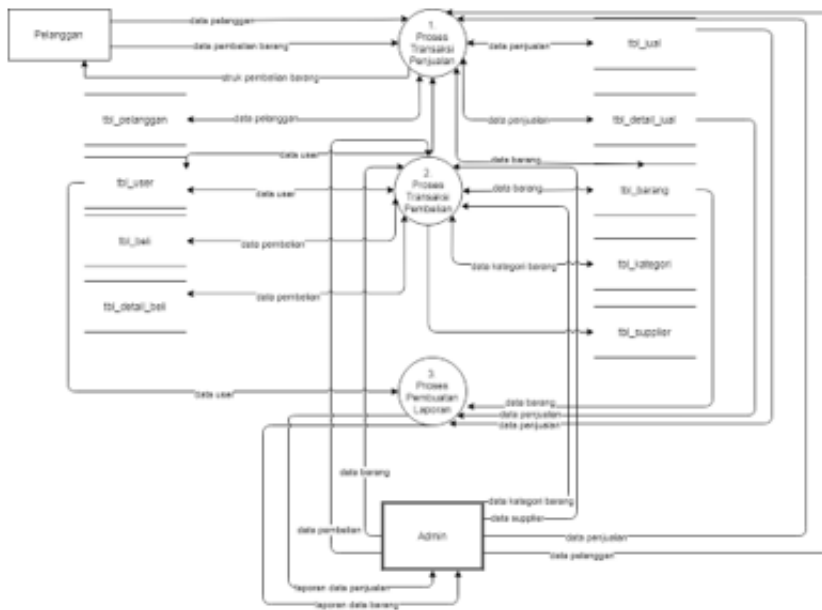 data pelanggan
Pelanggan
data pembelian barang
struk pembelian barang
1.
Proses
Transaksi
Penjualan
data penjualan
tbl_jual
tbl_pelanggan
data pelanggan
data penjualan
tbl_detail_jual
data user
data barang
tbl_user
data user
2.
Proses
Transaksi
Pembelian
data barang
tbl_barang
tbl_beli
data pembelian
data kategori barang
tbl_kategori
tbl_detail_beli
data pembelian
tbl_supplier
3.
Proses
Pembuatan
Laporan
data user
data barang
data penjualan
data penjualan
data barang
data kategori barang
data supplier
data pembelian
Admin
data penjualan
data pelanggan
laporan data penjualan
laporan data barang